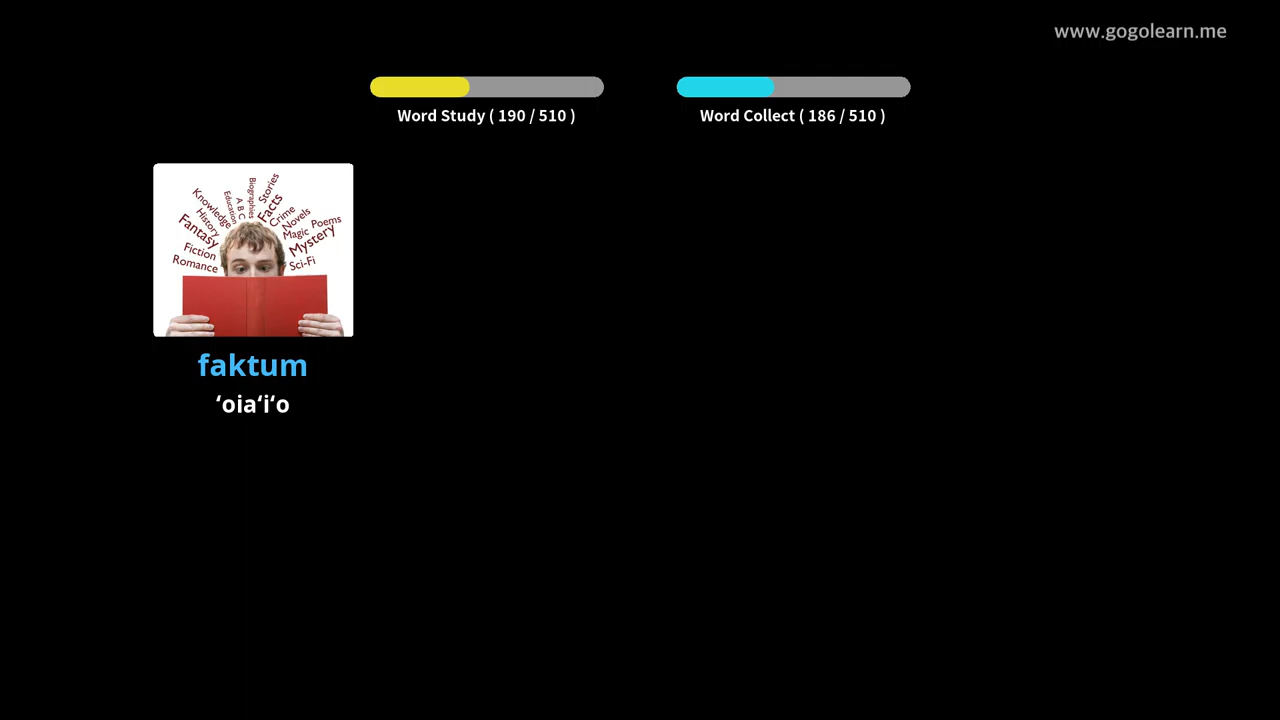 www.gogolearn.me
Word Study ( 190 / 510 )
Word Collect ( 186 / 510 )
Knowledge
History
Fantasy
Fiction
Romance
Education
A B C
Biographies
Stories
Facts
Crime
Novels
Magic
Poems
Mystery
Sci-Fi
faktum
ʻoiaʻiʻo